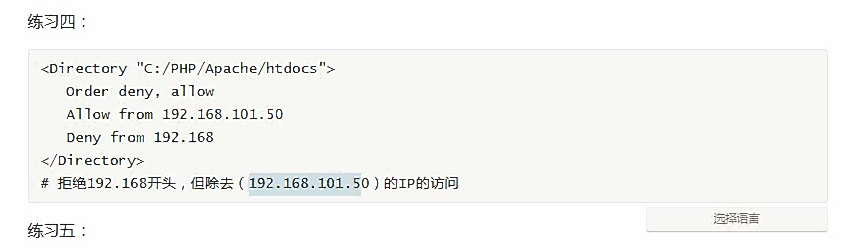 练习四：
<Directory "C:/PHP/Apache/htdocs">
Order deny, allow
Allow from 192.168.101.50
Deny from 192.168
</Directory>
# 拒绝192.168开头，但除去（192.168.101.50）的IP的访问
选择语言
练习五：